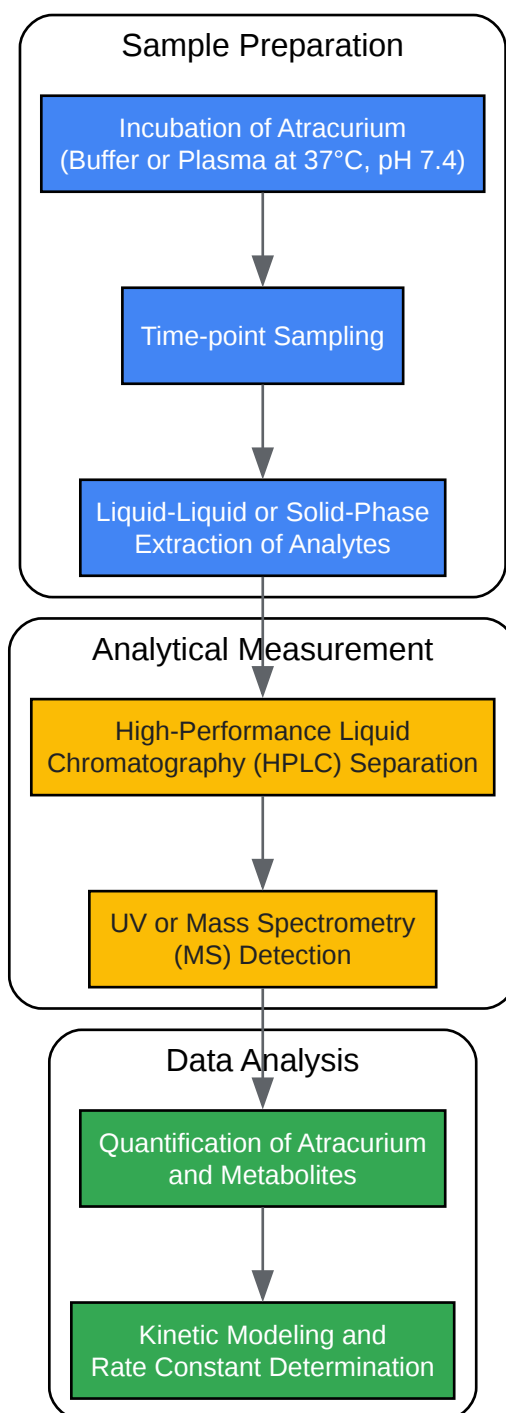 Sample Preparation
Incubation of Atracurium
(Buffer or Plasma at 37°C, pH 7.4)
Time-point Sampling
Liquid-Liquid or Solid-Phase
Extraction of Analytes
Analytical Measurement
High-Performance Liquid
Chromatography (HPLC) Separation
UV or Mass Spectrometry
(MS) Detection
Data Analysis
Quantification of Atracurium
and Metabolites
Kinetic Modeling and
Rate Constant Determination